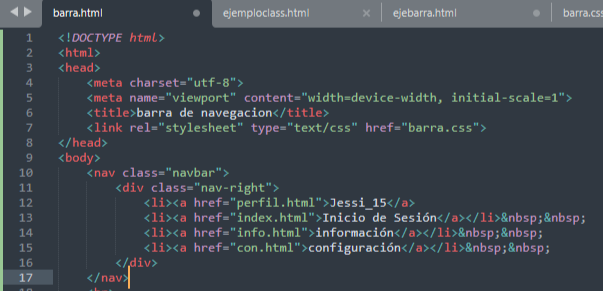 barra.html ejemploclass.html ejebarra.html barra.cs
1 <!DOCTYPE html>
2 <html>
3 <head>
4 <meta charset="utf-8">
5 <meta name="viewport" content="width=device-width, initial-scale=1">
6 <title>barra de navegacion</title>
7 <link rel="stylesheet" type="text/css" href="barra.css">
8 </head>
9 <body>
10 <nav class="navbar">
11 <div class="nav-right">
12 <li><a href="perfil.html">Jessi_15</a>
13 <li><a href="index.html">Inicio de Sesión</a></li>&nbsp;&nbsp;
14 <li><a href="info.html">información</a></li>&nbsp;&nbsp;
15 <li><a href="con.html">configuración</a></li>&nbsp;&nbsp;
16 </div>
17 </nav>